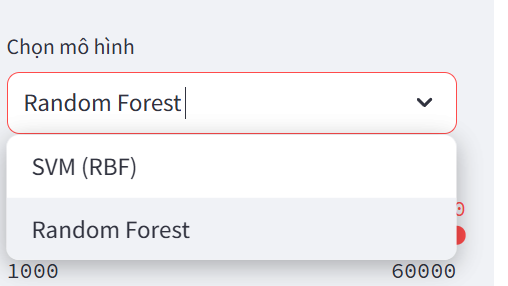 Chọn mô hình
Random Forest
SVM (RBF)
Random Forest
1000 60000